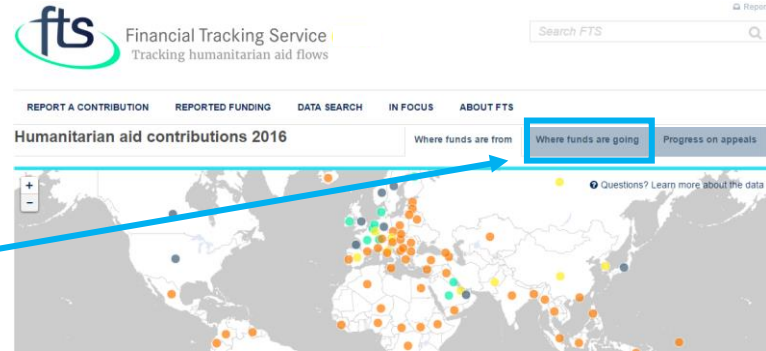 Repor
fts
Financial Tracking Service
Tracking humanitarian aid flows
Search FTS
REPORT A CONTRIBUTION REPORTED FUNDING DATA SEARCH IN FOCUS ABOUT FTS
Humanitarian aid contributions 2016
Where funds are from Where funds are going Progress on appeals
+
−
? Questions? Learn more about the data